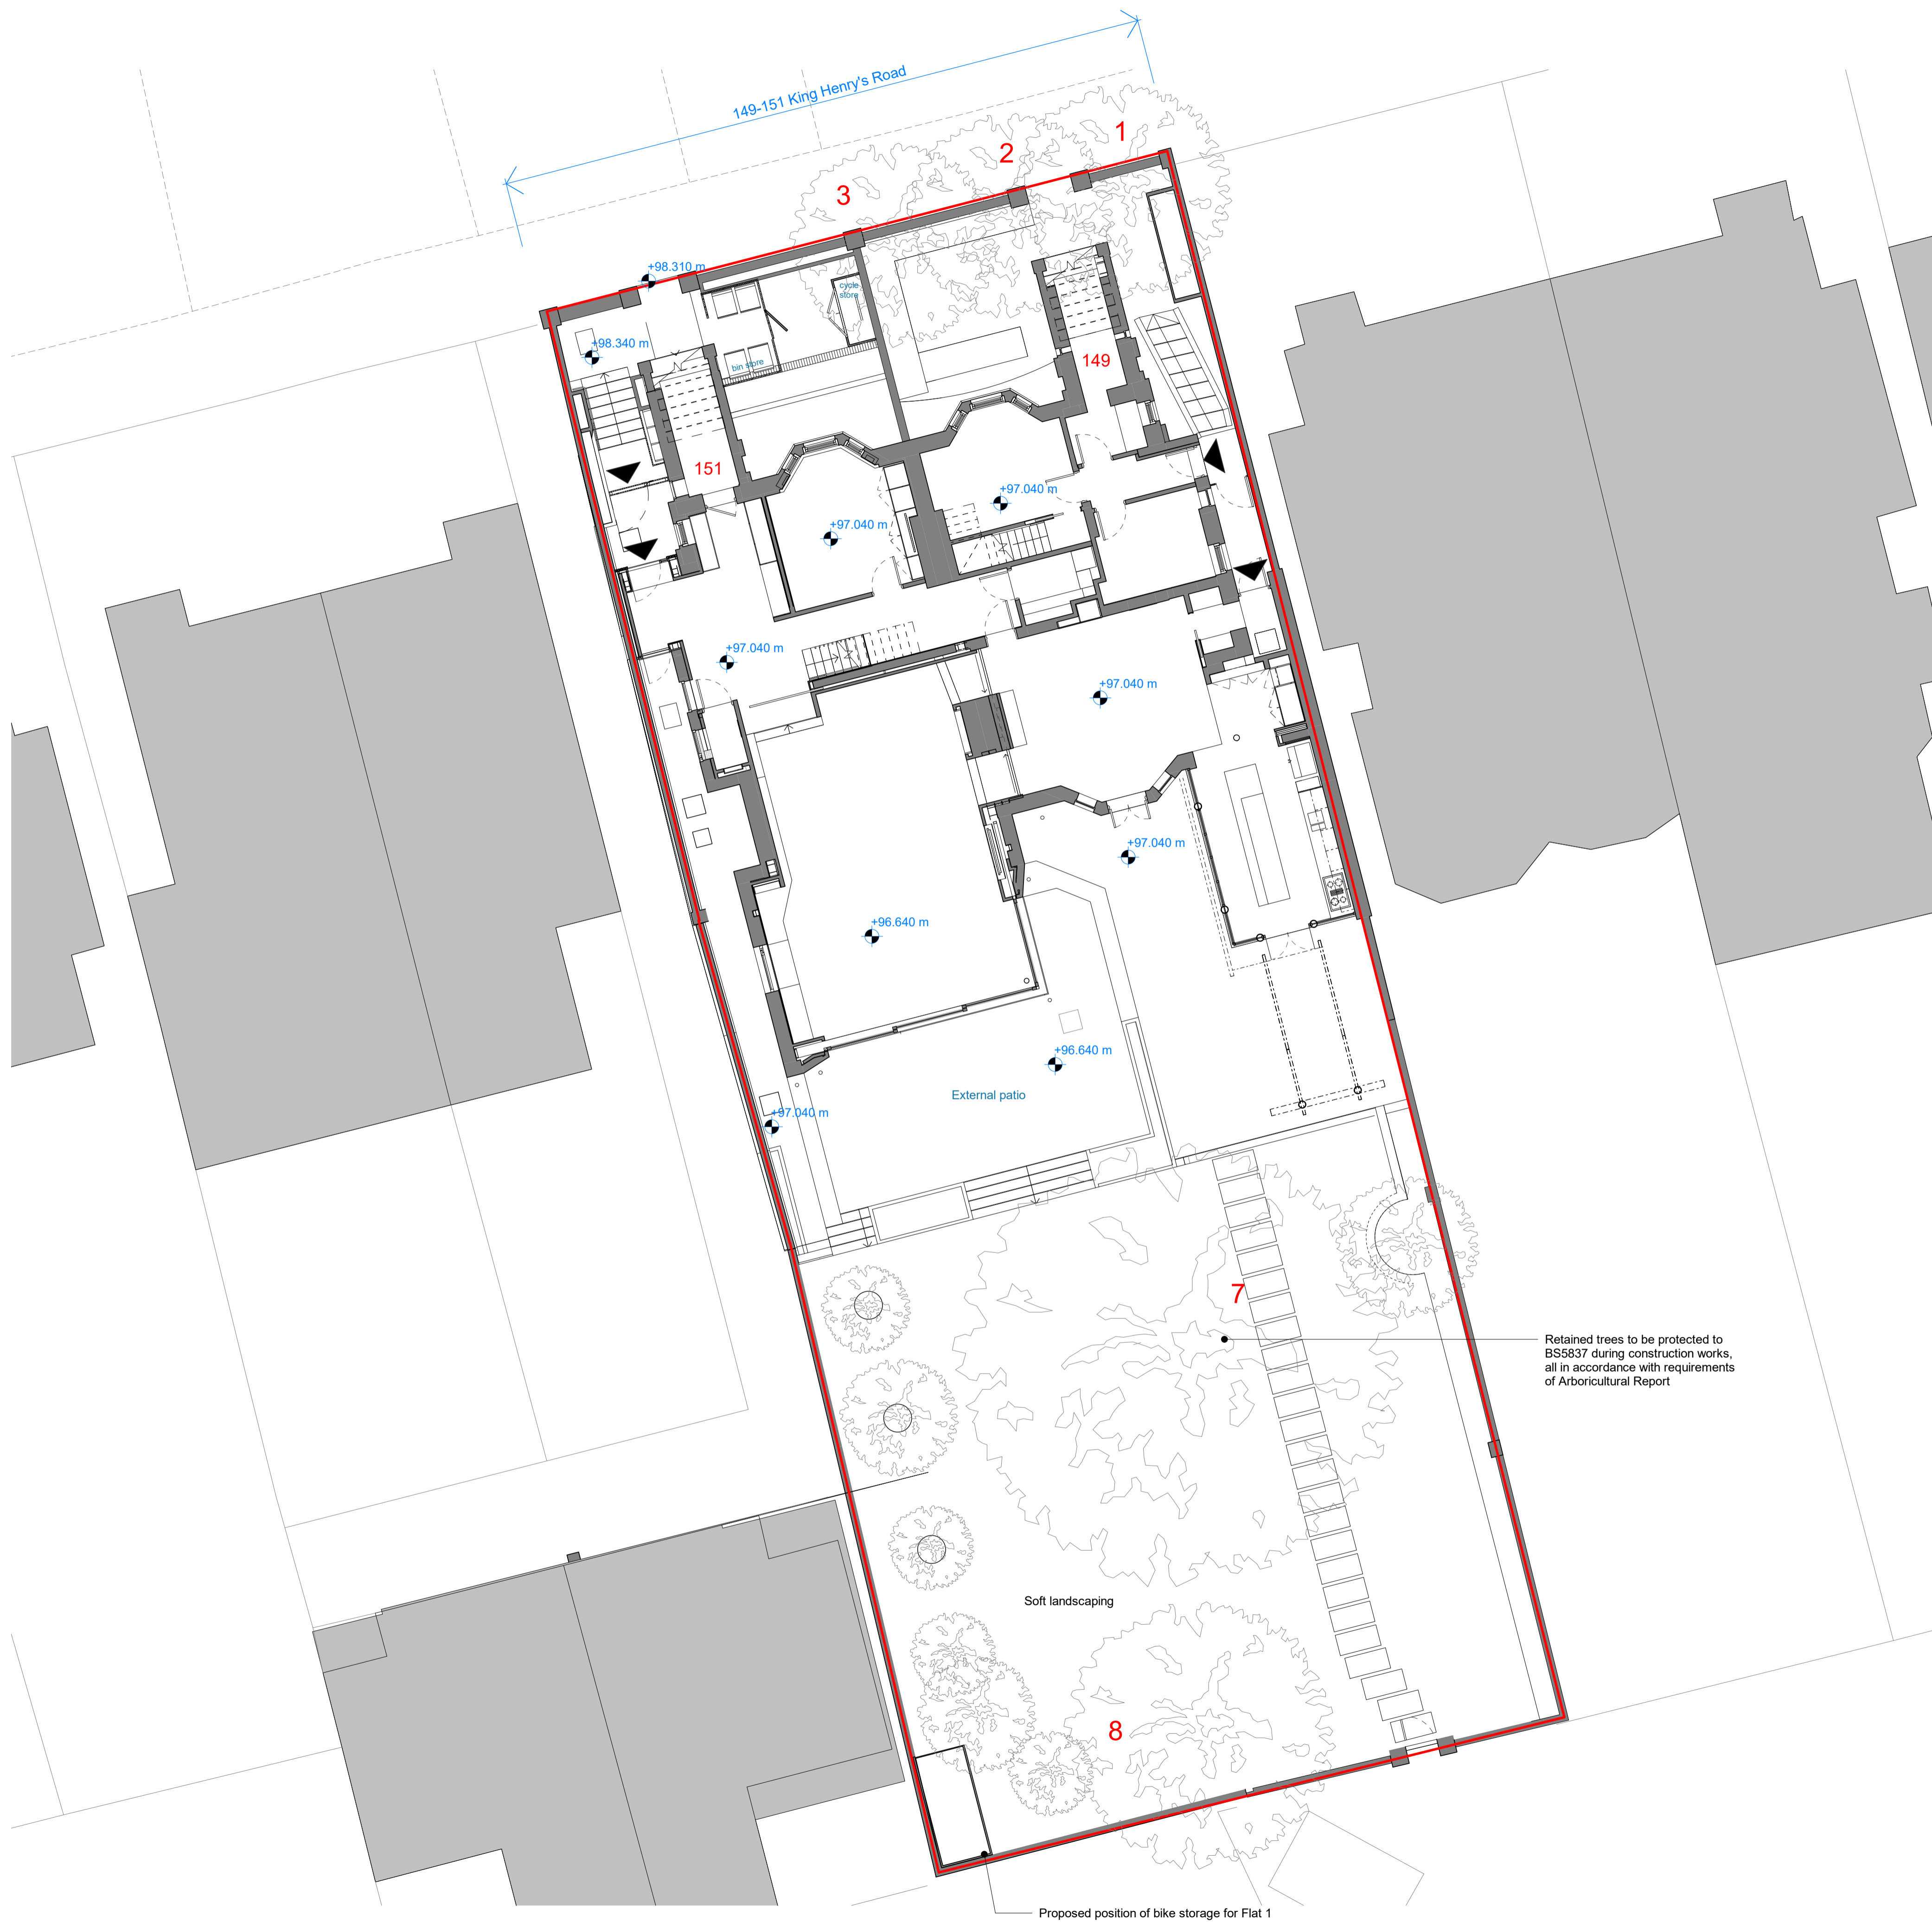 149-151 King Henry's Road
1
2
3
+98.310 m
cycle
store
+98.340 m
bin store
149
151
+97.040 m
+97.040 m
+97.040 m
+97.040 m
+97.040 m
+96.640 m
+96.640 m
External patio
+97.040 m
7
Retained trees to be protected to
BS5837 during construction works,
all in accordance with requirements
of Arboricultural Report
Soft landscaping
8
Proposed position of bike storage for Flat 1